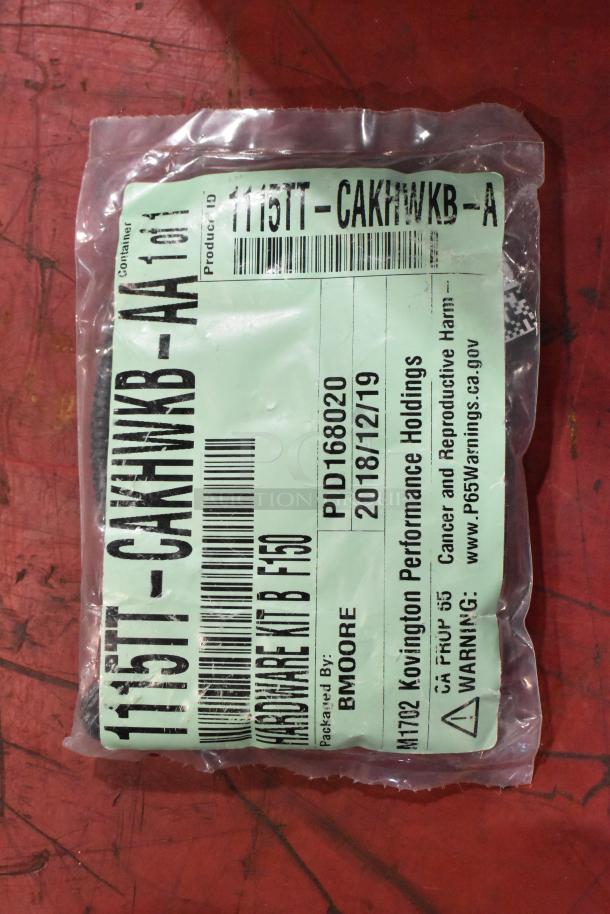 Container
1115TT-CAKHWKB-AA 1 of 1
Product ID
1115TT-CAKHWKB-A
HARDWARE KIT B F150
Packaged By:
BMOORE
PID168020
2018/12/19
M1702 Kovington Performance Holdings
CA PROP 65
WARNING:
Cancer and Reproductive Harm -
www.P65Warnings.ca.gov